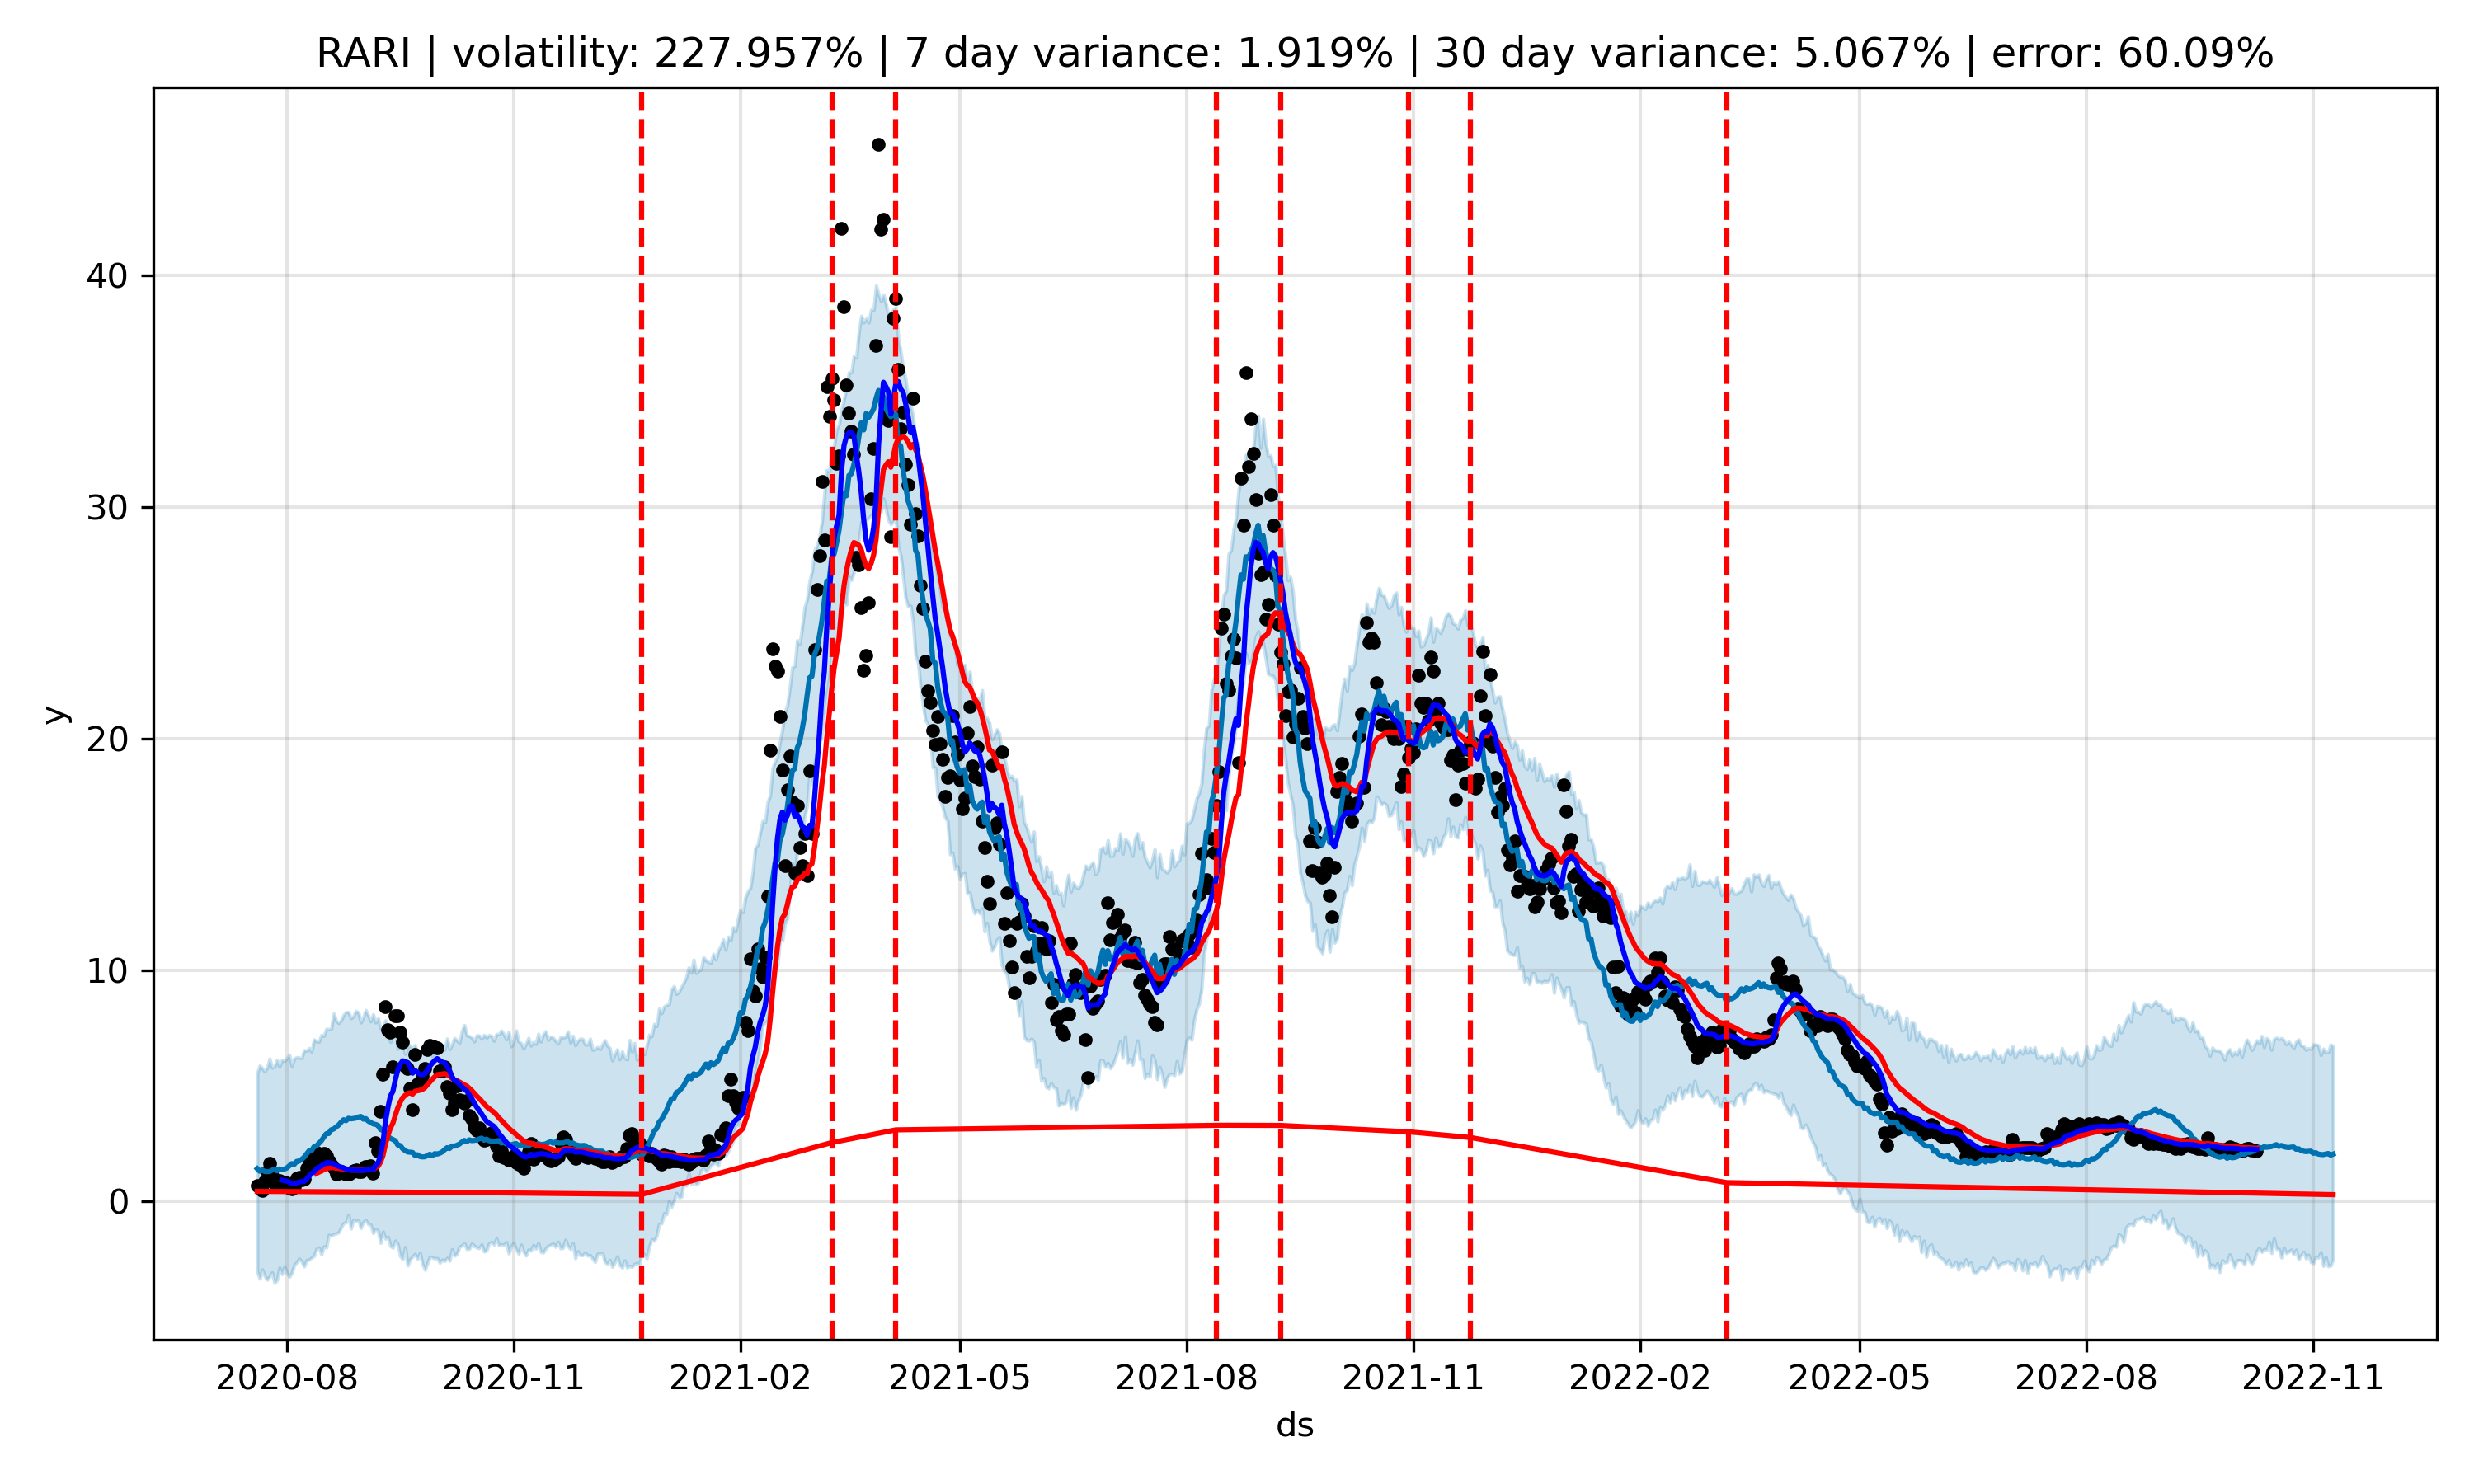 RARI | volatility: 227.957% | 7 day variance: 1.919% | 30 day variance: 5.067% | error: 60.09%
y
40
30
20
10
0
2020-08 2020-11 2021-02 2021-05 2021-08 2021-11 2022-02 2022-05 2022-08 2022-11
ds